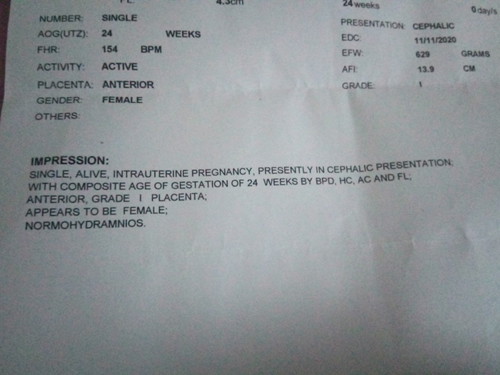 FL: 4.3cm 24 weeks 0 day/s
NUMBER: SINGLE PRESENTATION: CEPHALIC
AOG(UTZ): 24 WEEKS EDC: 11/11/2020
FHR: 154 BPM EFW: 629 GRAMS
ACTIVITY: ACTIVE AFI: 13.9 CM
PLACENTA: ANTERIOR GRADE: I
GENDER: FEMALE
OTHERS:
IMPRESSION:
SINGLE, ALIVE, INTRAUTERINE PREGNANCY, PRESENTLY IN CEPHALIC PRESENTATION;
WITH COMPOSITE AGE OF GESTATION OF 24 WEEKS BY BPD, HC, AC AND FL;
ANTERIOR, GRADE I PLACENTA;
APPEARS TO BE FEMALE;
NORMOHYDRAMNIOS.